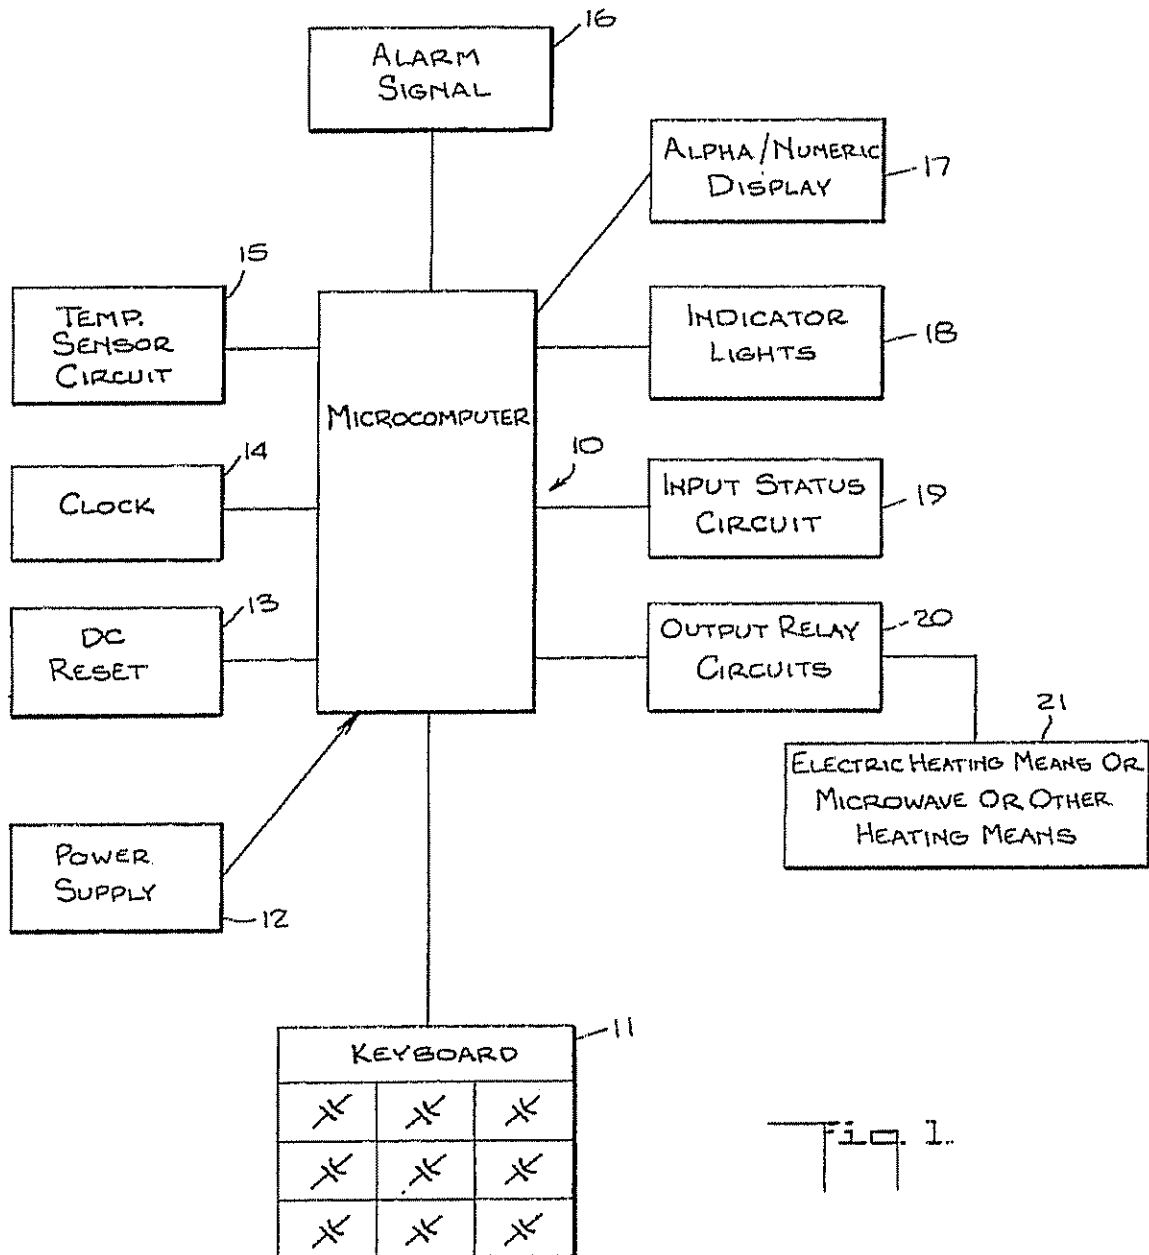 16
ALARM
SIGNAL
ALPHA/NUMERIC
DISPLAY
17
15
TEMP.
SENSOR
CIRCUIT
INDICATOR
LIGHTS
18
MICROCOMPUTER
14
CLOCK
10
INPUT STATUS
CIRCUIT
19
13
DC
RESET
OUTPUT RELAY
CIRCUITS
20
21
ELECTRIC HEATING MEANS OR
MICROWAVE OR OTHER
HEATING MEANS
POWER
SUPPLY
12
11
KEYBOARD
Fig. 1.